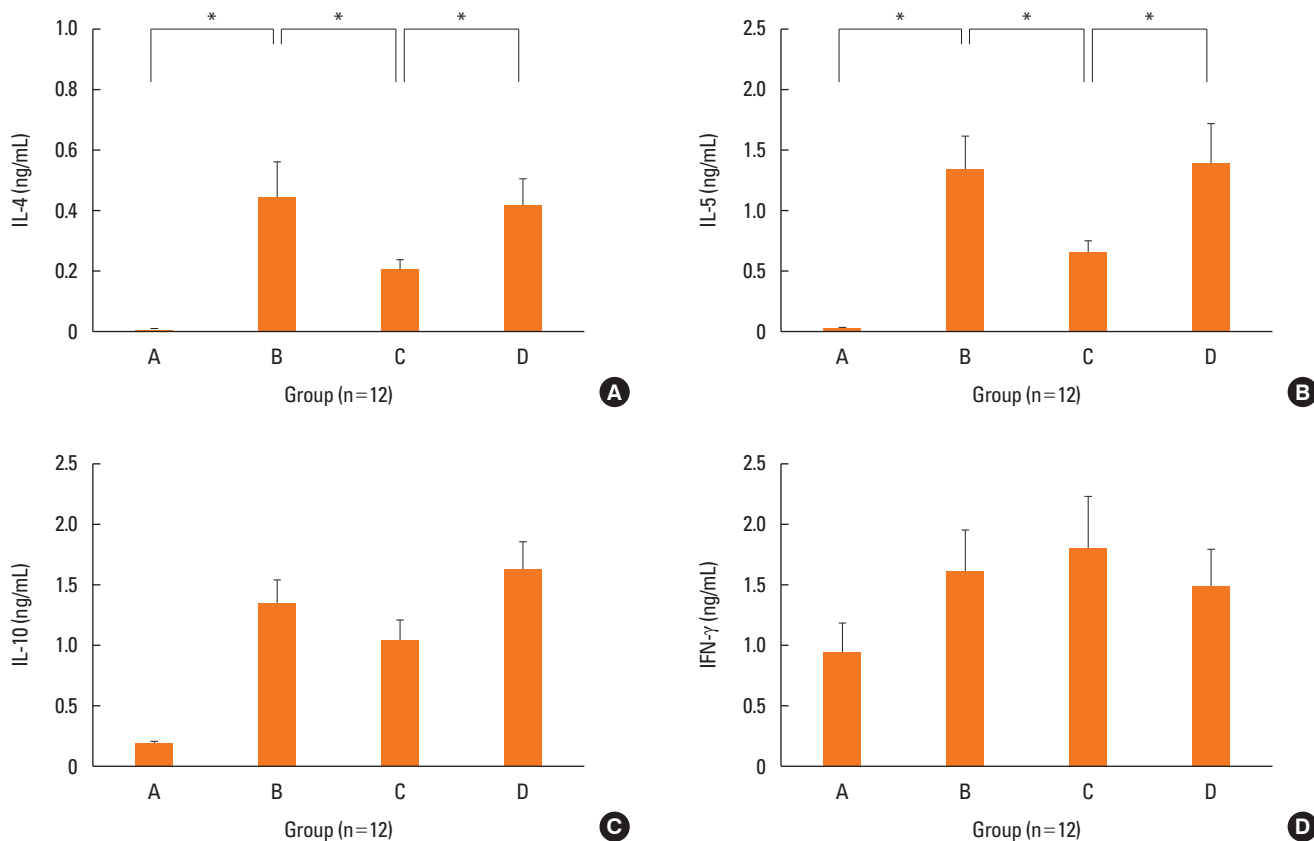 * * *
1.0
0.8
0.6
0.4
0.2
0
IL-4 (ng/mL)
A B C D
Group (n=12)
A
* * *
2.5
2.0
1.5
1.0
0.5
0
IL-5 (ng/mL)
A B C D
Group (n=12)
B
2.5
2.0
1.5
1.0
0.5
0
IL-10 (ng/mL)
A B C D
Group (n=12)
C
2.5
2.0
1.5
1.0
0.5
0
IFN-γ (ng/mL)
A B C D
Group (n=12)
D